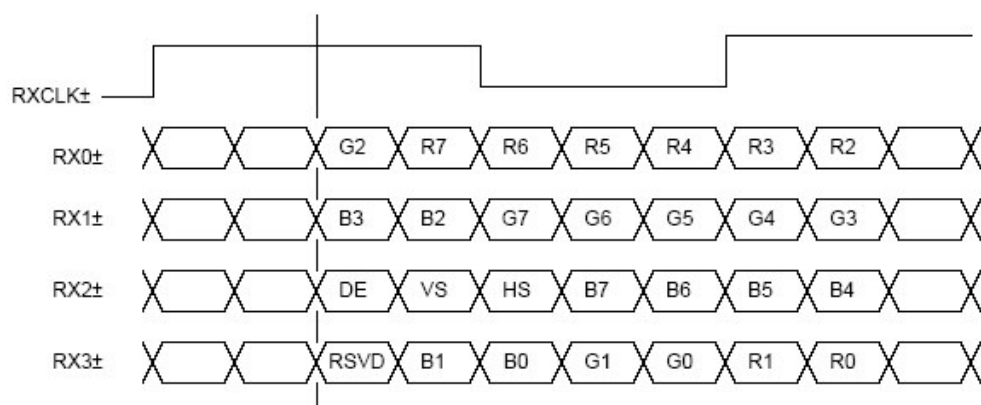 RXCLK±
RX0± G2 R7 R6 R5 R4 R3 R2
RX1± B3 B2 G7 G6 G5 G4 G3
RX2± DE VS HS B7 B6 B5 B4
RX3± RSVD B1 B0 G1 G0 R1 R0